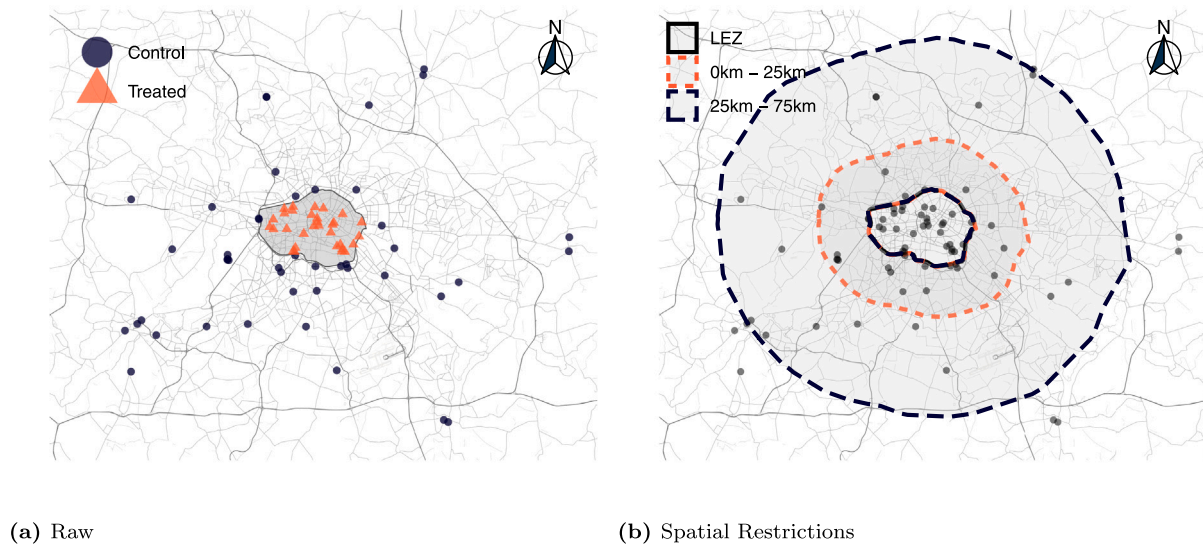 Control
Treated
N
LEZ
0km – 25km
25km – 75km
N
(a) Raw
(b) Spatial Restrictions